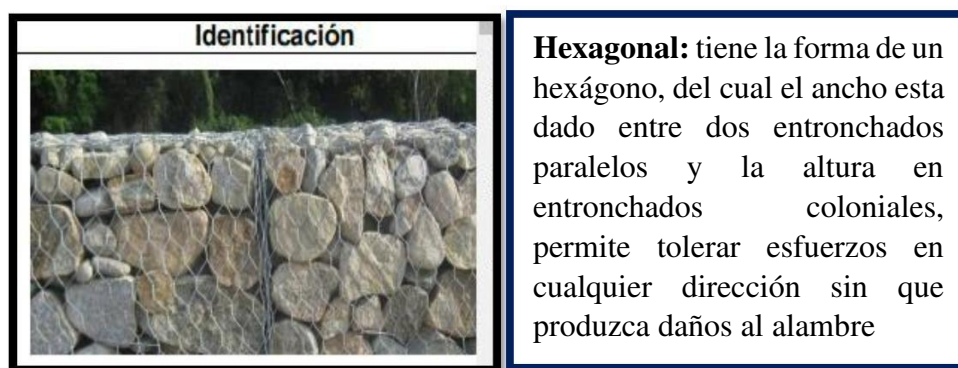 Identificación
Hexagonal: tiene la forma de un
hexágono, del cual el ancho esta
dado entre dos entronchados
paralelos y la altura en
entronchados coloniales,
permite tolerar esfuerzos en
cualquier dirección sin que
produzca daños al alambre